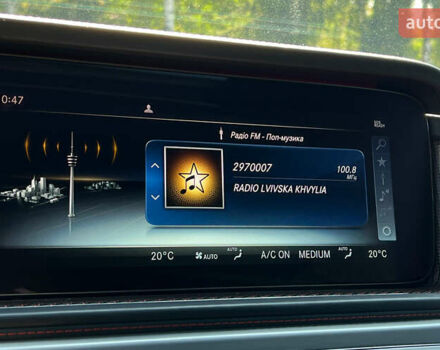 auto
0:47
Радіо FM - Поп-музика
2970007 100.8
МГц
RADIO LVIVSKA KHVYLIA
20°C AUTO AUTO A/C ON MEDIUM AUTO 20°C